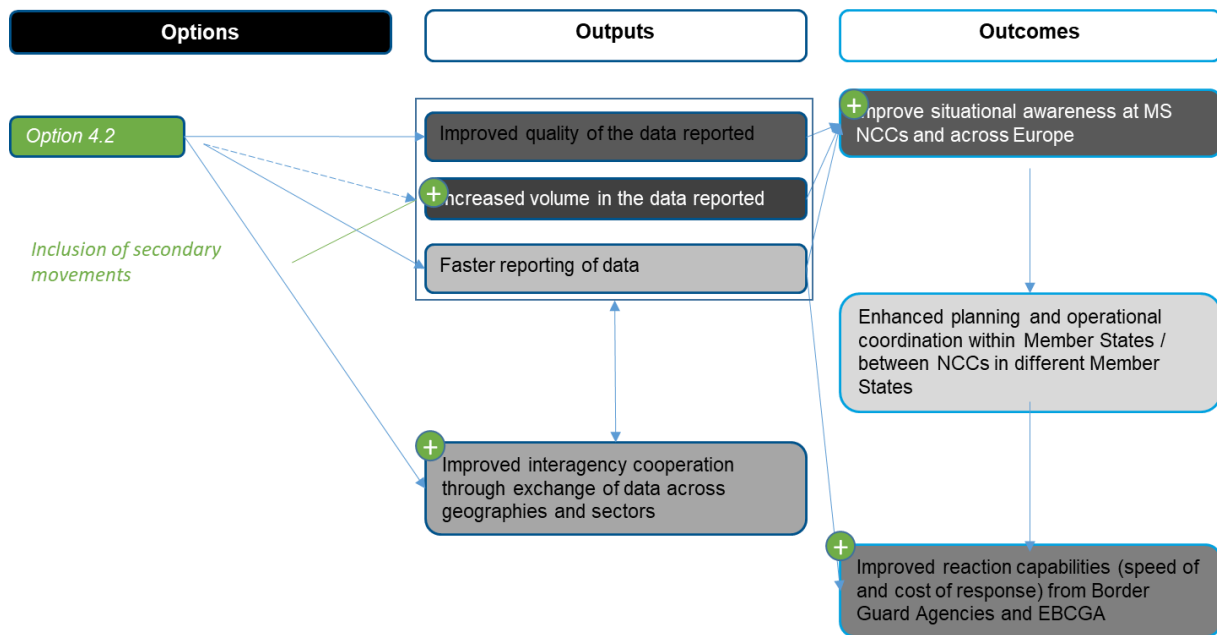 Options
Outputs
Outcomes
Option 4.2
Inclusion of secondary
movements
Improved quality of the data reported
+
Increased volume in the data reported
Faster reporting of data
+
Improved interagency cooperation
through exchange of data across
geographies and sectors
+
Improve situational awareness at MS
NCCs and across Europe
Enhanced planning and operational
coordination within Member States /
between NCCs in different Member
States
+
Improved reaction capabilities (speed of
and cost of response) from Border
Guard Agencies and EBCGA